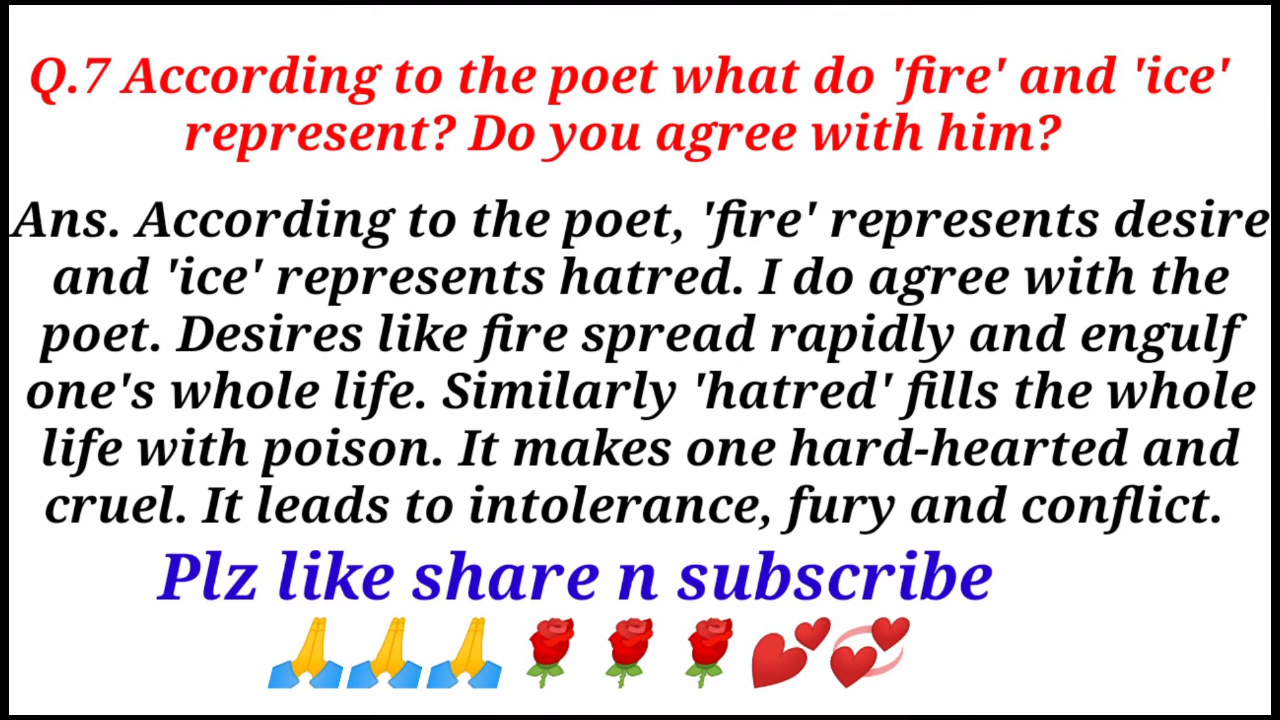 Q.7 According to the poet what do 'fire' and 'ice'
represent? Do you agree with him?
Ans. According to the poet, 'fire' represents desire
and 'ice' represents hatred. I do agree with the
poet. Desires like fire spread rapidly and engulf
one's whole life. Similarly 'hatred' fills the whole
life with poison. It makes one hard-hearted and
cruel. It leads to intolerance, fury and conflict.
Plz like share n subscribe
🙏🙏🙏🌹🌹🌹💕💞